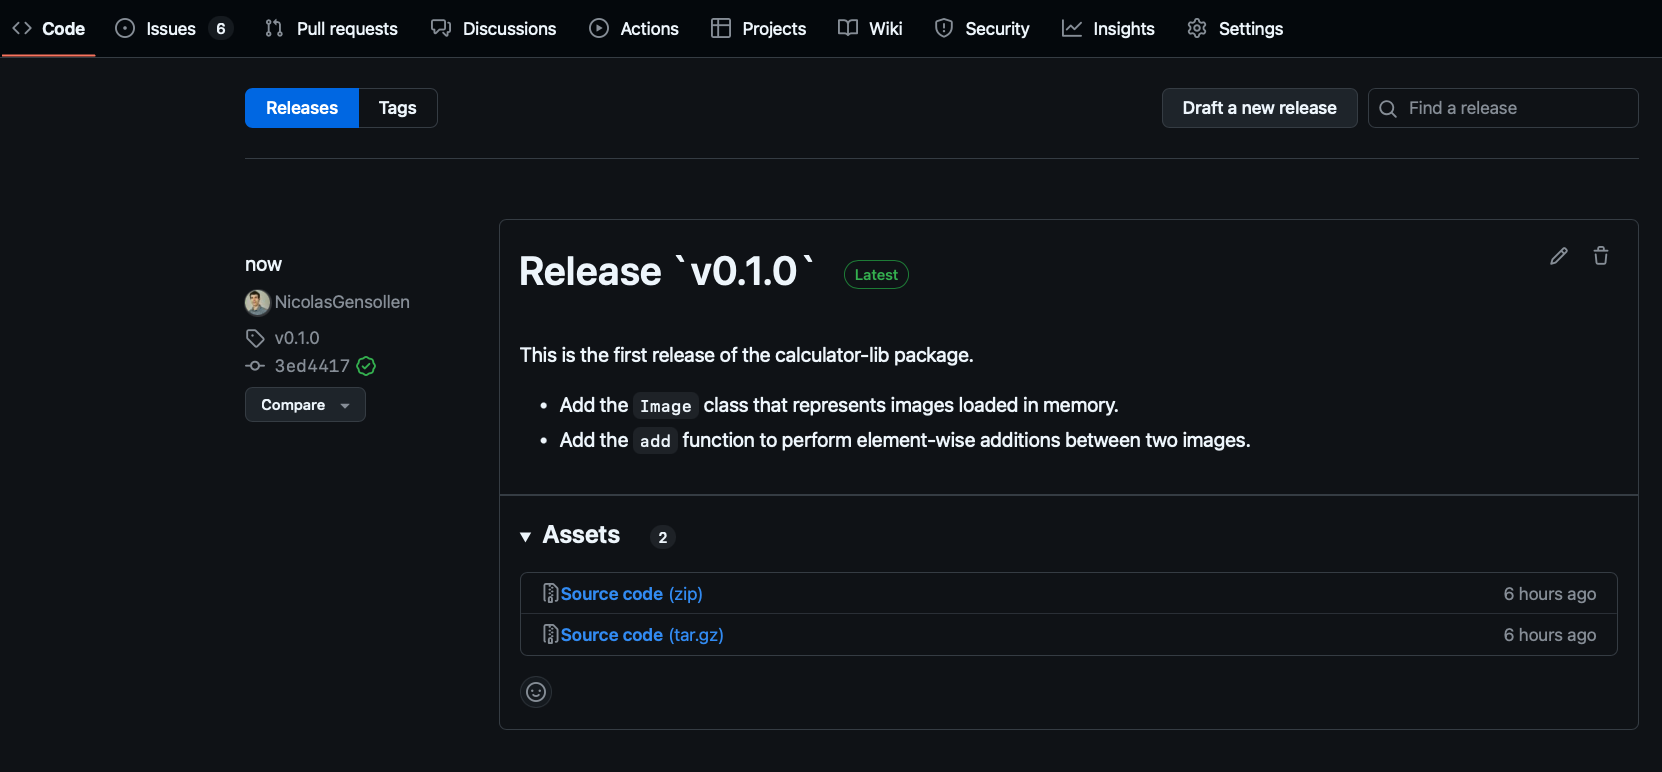 Code Issues 6 Pull requests Discussions Actions Projects Wiki Security Insights Settings
Releases Tags Draft a new release Find a release
now
NicolasGensollen
v0.1.0
3ed4417
Compare
Release `v0.1.0` Latest
This is the first release of the calculator-lib package.
• Add the Image class that represents images loaded in memory.
• Add the add function to perform element-wise additions between two images.
Assets 2
Source code (zip) 6 hours ago
Source code (tar.gz) 6 hours ago